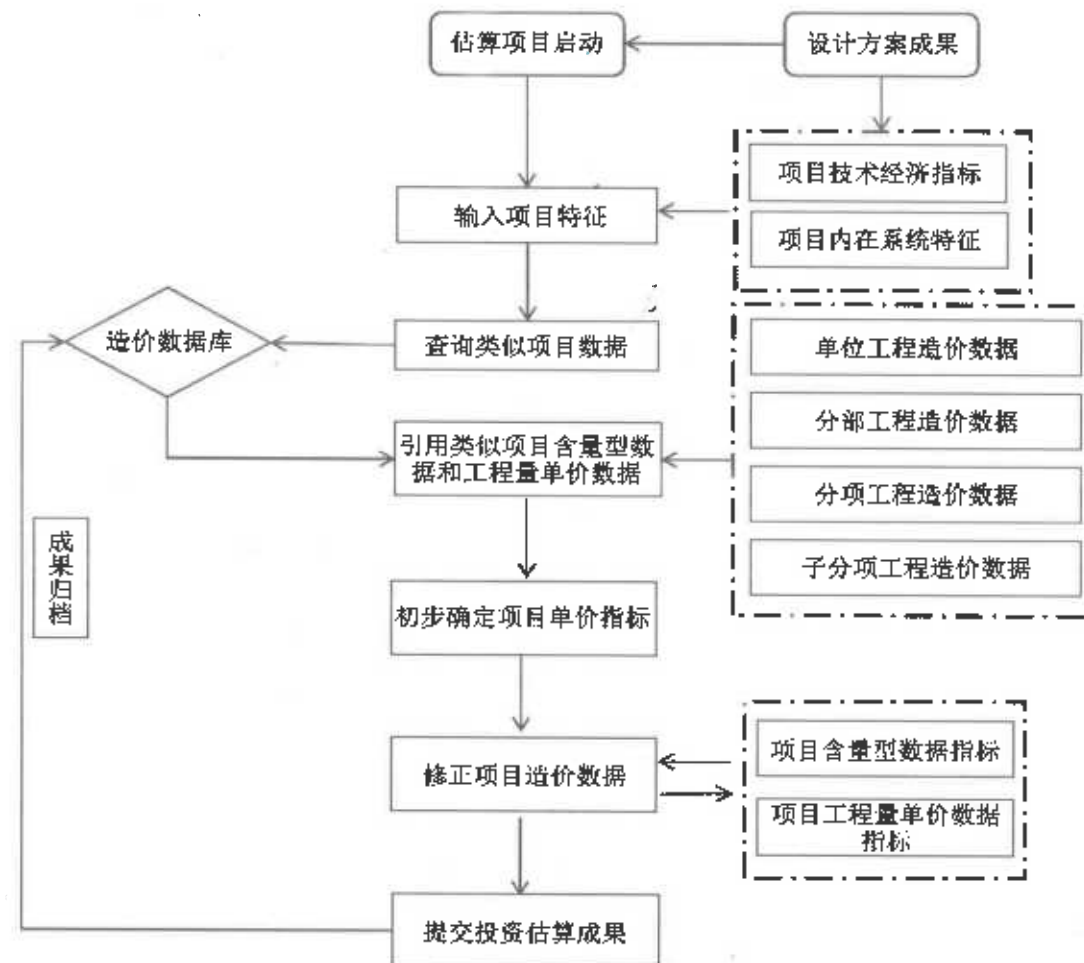 估算项目启动
设计方案成果
项目技术经济指标
输入项目特征
项目内在系统特征
造价数据库
查询类似项目数据
单位工程造价数据
分部工程造价数据
引用类似项目含量型数
据和工程量单价数据
分项工程造价数据
成果归档
子分项工程造价数据
初步确定项目单价指标
项目含量型数据指标
修正项目造价数据
项目工程量单价数据
指标
提交投资估算成果